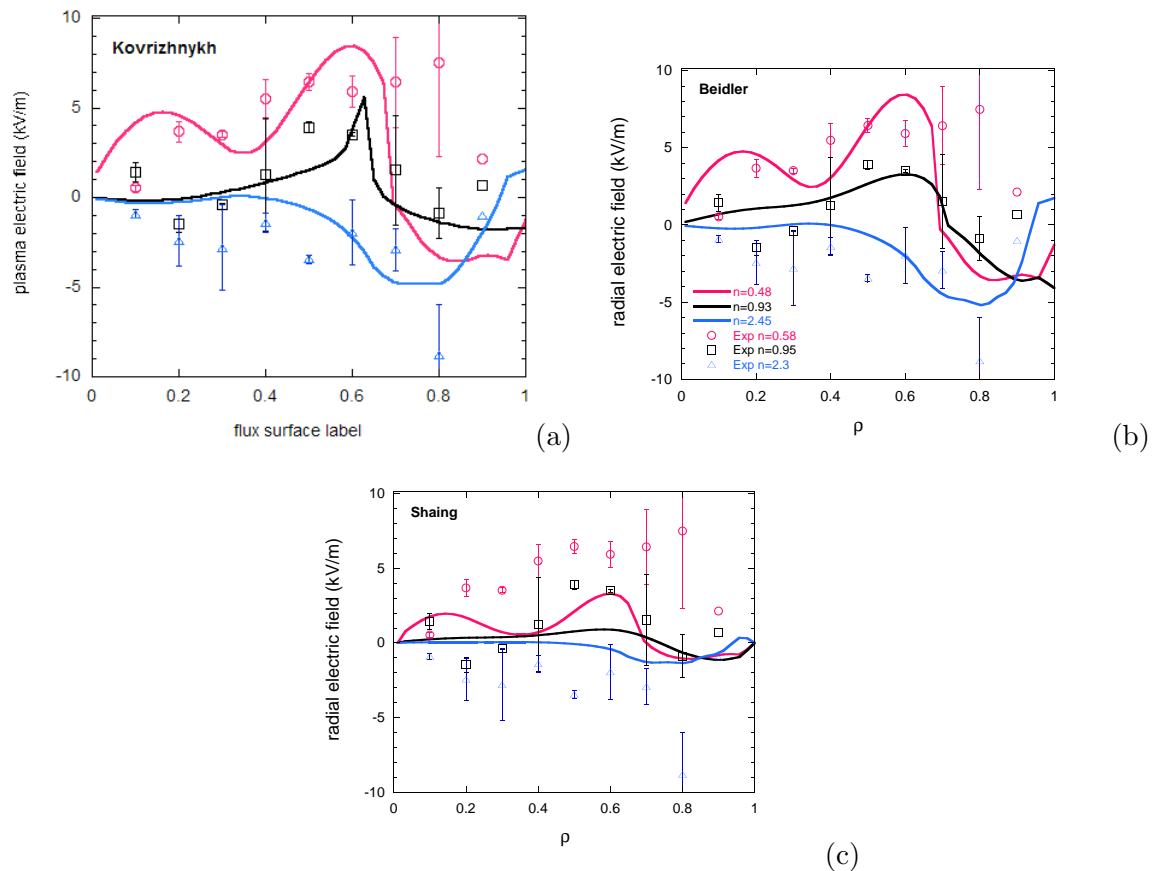 Kovrizhnykh
plasma electric field (kV/m)
10
5
0
-5
-10
0
0.2
0.4
0.6
0.8
1
flux surface label
(a)
Beidler
radial electric field (kV/m)
10
5
0
-5
-10
n=0.48
n=0.93
n=2.45
Exp n=0.58
Exp n=0.95
Exp n=2.3
0
0.2
0.4
0.6
0.8
1
ρ
(b)
Shaing
radial electric field (kV/m)
10
5
0
-5
-10
0
0.2
0.4
0.6
0.8
1
ρ
(c)